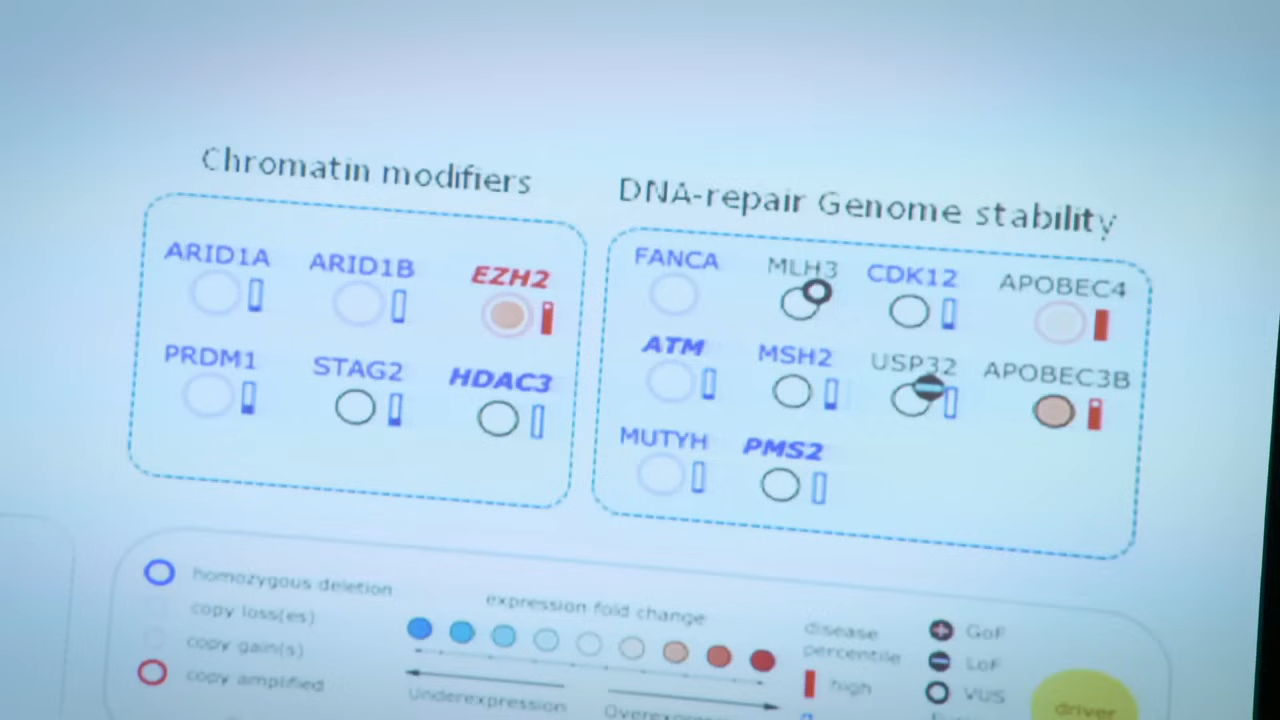 Chromatin modifiers
ARID1A ARID1B EZH2
PRDM1 STAG2 HDAC3
DNA-repair Genome stability
FANCA MLH3 CDK12 APOBEC4
ATM MSH2 USP32 APOBEC3B
MUTYH PMS2
homozygous deletion
copy loss(es)
copy gain(s)
copy amplified
expression fold change
Underexpression
disease
percentile
high
GoF
LoF
VUS
driver